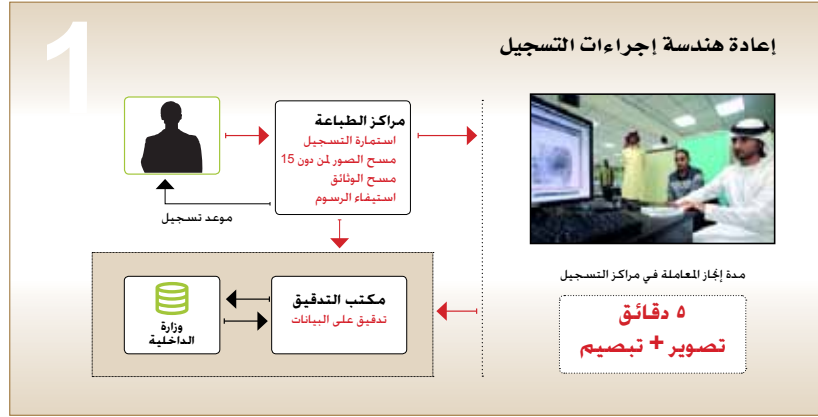 1
إعادة هندسة إجراءات التسجيل
مراكز الطباعة
استمارة التسجيل
مسح الصور لمن دون 15
مسح الوثائق
استيفاء الرسوم
موعد تسجيل
مكتب التدقيق
تدقيق على البيانات
وزارة
الداخلية
مدة إنجاز المعاملة في مراكز التسجيل
٥ دقائق
تصوير + تبصيم